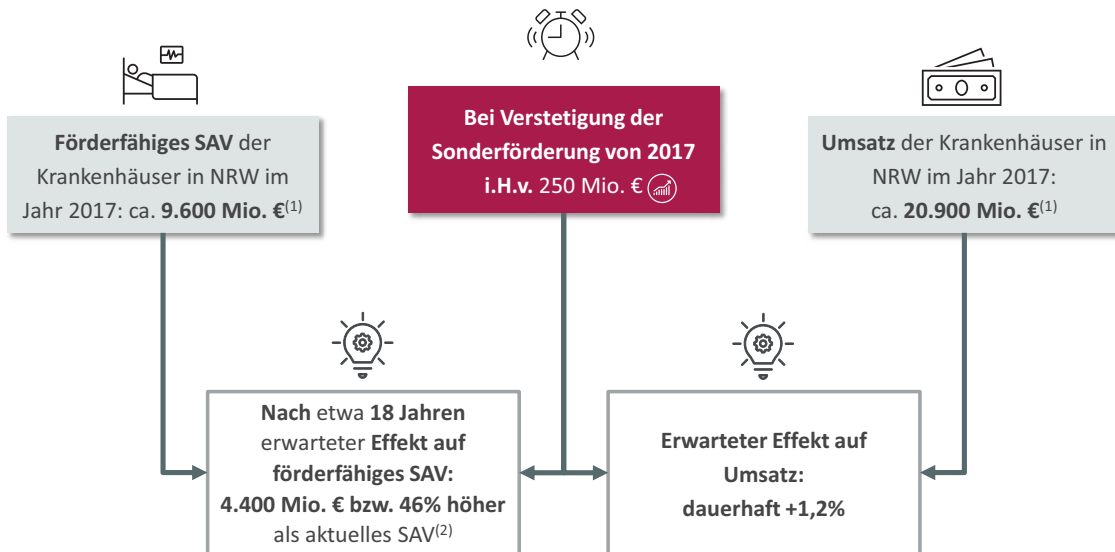 Förderfähiges SAV der
Krankenhäuser in NRW im
Jahr 2017: ca. 9.600 Mio. €(1)
Bei Verstetigung der
Sonderförderung von 2017
i.H.v. 250 Mio. €
Umsatz der Krankenhäuser in
NRW im Jahr 2017:
ca. 20.900 Mio. €(1)
Nach etwa 18 Jahren
erwarteter Effekt auf
förderfähiges SAV:
4.400 Mio. € bzw. 46% höher
als aktuelles SAV(2)
Erwarteter Effekt auf
Umsatz:
dauerhaft +1,2%